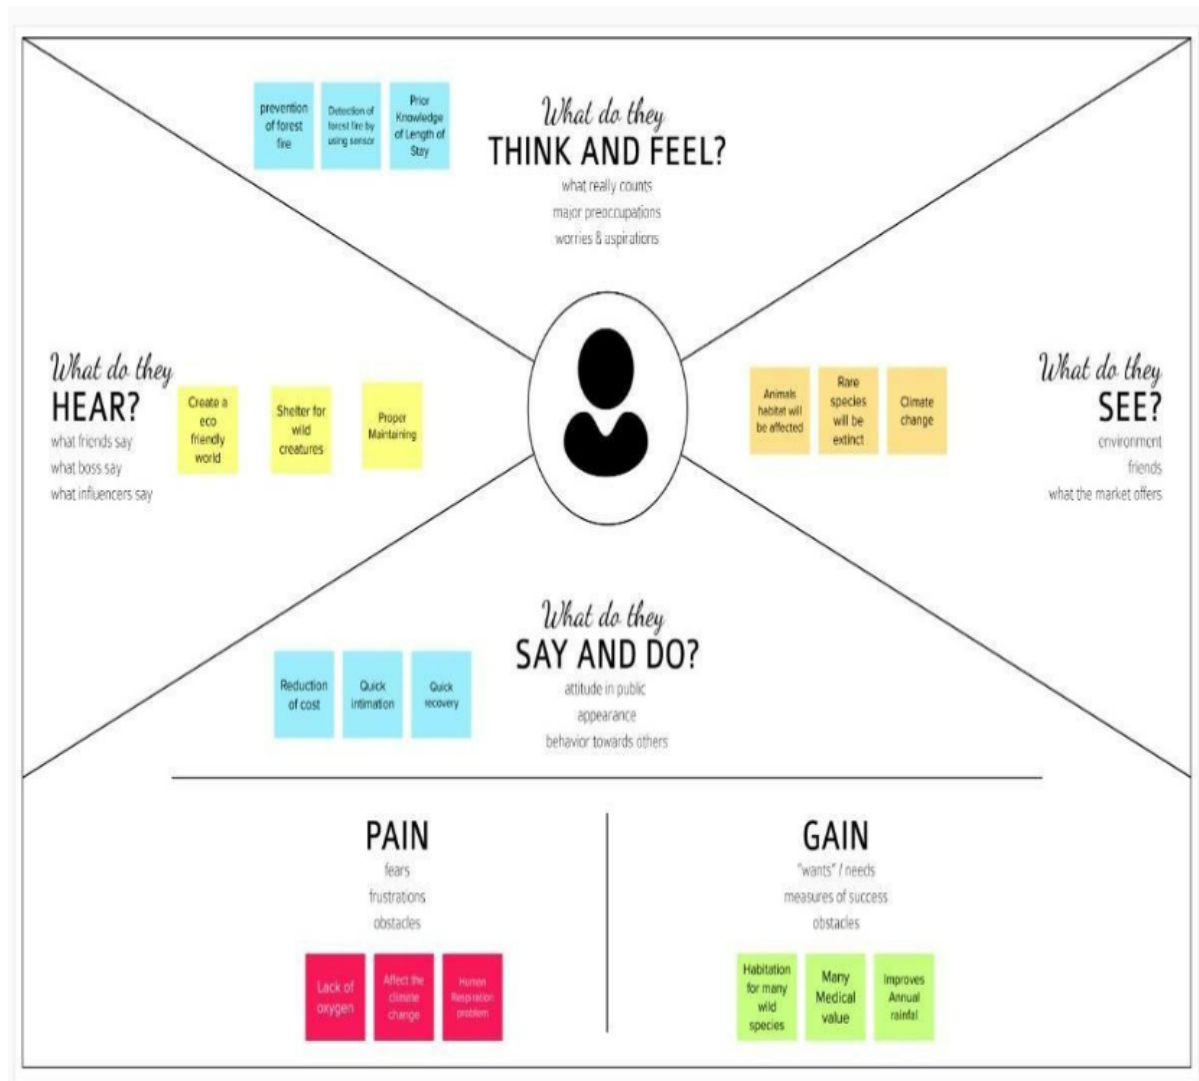 prevention
of forest
fire
Detection of
forest fire by
using sensor
Prior
Knowledge
of Length of
Stay
What do they
THINK AND FEEL?
what really counts
major preoccupations
worries & aspirations
What do they
HEAR?
what friends say
what boss say
what influencers say
Create a
eco
friendly
world
Shelter for
wild
creatures
Proper
Maintaining
Animals
habitat will
be affected
Rare
species
will be
extinct
Climate
change
What do they
SEE?
environment
friends
what the market offers
What do they
SAY AND DO?
attitude in public
appearance
behavior towards others
Reduction
of cost
Quick
intimation
Quick
recovery
PAIN
fears
frustrations
obstacles
Lack of
oxygen
Affect the
climate
change
Human
Respiration
problem
GAIN
"wants" / needs
measures of success
obstacles
Habitation
for many
wild
species
Many
Medical
value
Improves
Annual
rainfal